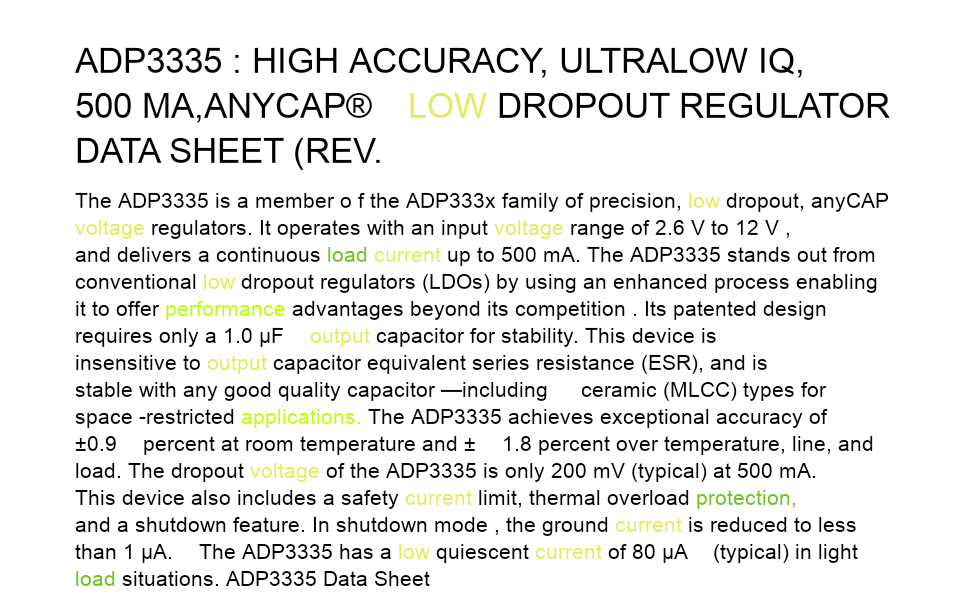 ADP3335 : HIGH ACCURACY, ULTRALOW IQ,
500 MA,ANYCAP® LOW DROPOUT REGULATOR
DATA SHEET (REV.
The ADP3335 is a member o f the ADP333x family of precision, low dropout, anyCAP
voltage regulators. It operates with an input voltage range of 2.6 V to 12 V ,
and delivers a continuous load current up to 500 mA. The ADP3335 stands out from
conventional low dropout regulators (LDOs) by using an enhanced process enabling
it to offer performance advantages beyond its competition . Its patented design
requires only a 1.0 µF output capacitor for stability. This device is
insensitive to output capacitor equivalent series resistance (ESR), and is
stable with any good quality capacitor —including ceramic (MLCC) types for
space -restricted applications. The ADP3335 achieves exceptional accuracy of
±0.9 percent at room temperature and ± 1.8 percent over temperature, line, and
load. The dropout voltage of the ADP3335 is only 200 mV (typical) at 500 mA.
This device also includes a safety current limit, thermal overload protection,
and a shutdown feature. In shutdown mode , the ground current is reduced to less
than 1 µA. The ADP3335 has a low quiescent current of 80 µA (typical) in light
load situations. ADP3335 Data Sheet